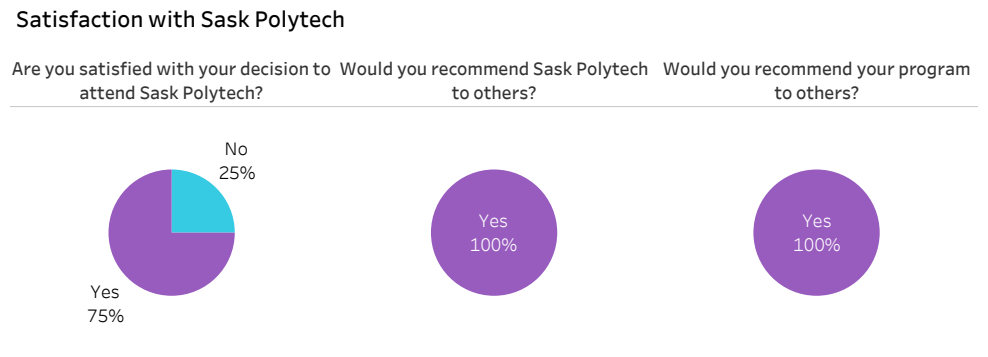 Satisfaction with Sask Polytech
Are you satisfied with your decision to
attend Sask Polytech?
Would you recommend Sask Polytech
to others?
Would you recommend your program
to others?
No
25%
Yes
75%
Yes
100%
Yes
100%